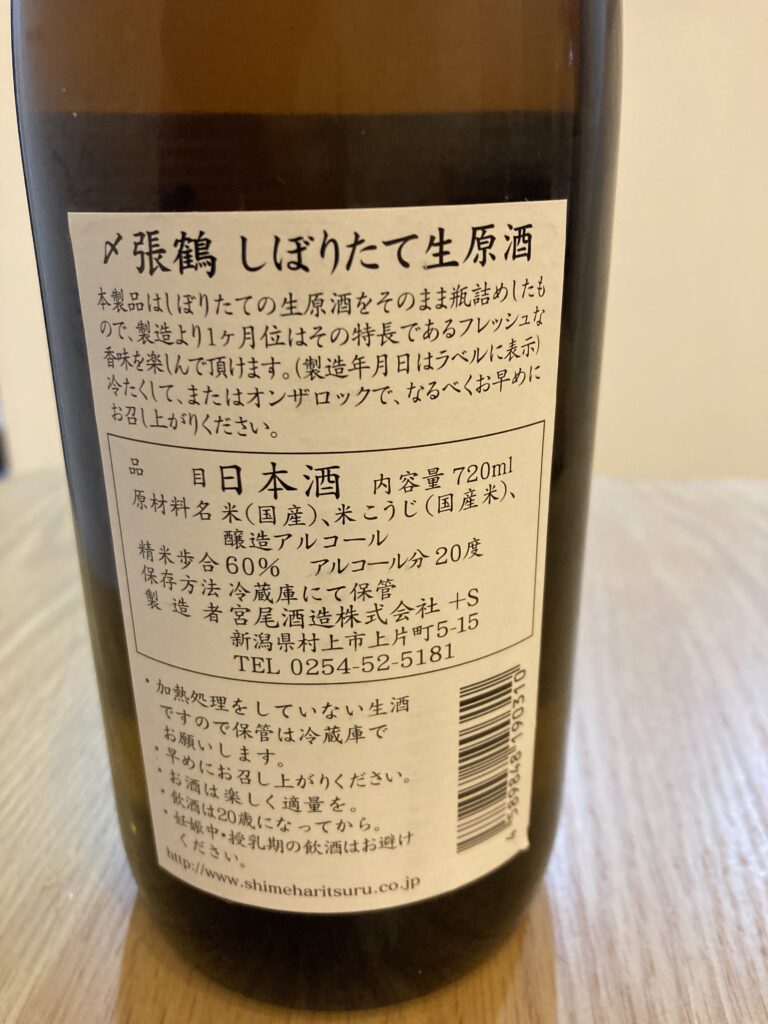 〆張鶴 しぼりたて生原酒
本製品はしぼりたての生原酒をそのまま瓶詰めしたも
ので、製造より1ヶ月位はその特長であるフレッシュな
香味を楽しんで頂けます。(製造年月日はラベルに表示)
冷たくして、またはオンザロックで、なるべくお早めに
お召し上がりください。
品 目 日本酒 内容量 720ml
原材料名 米(国産)、米こうじ(国産米)、
醸造アルコール
精米歩合 60% アルコール分 20度
保存方法 冷蔵庫にて保管
製造者 宮尾酒造株式会社 +S
新潟県村上市上片町5-15
TEL 0254-52-5181
・加熱処理をしていない生酒
ですので保管は冷蔵庫で
お願いします。
・早めにお召し上がりください。
・お酒は楽しく適量を。
・飲酒は20歳になってから。
・妊娠中・授乳期の飲酒はお避け
ください。
http://www.shimeharitsuru.co.jp
4 589848 190310